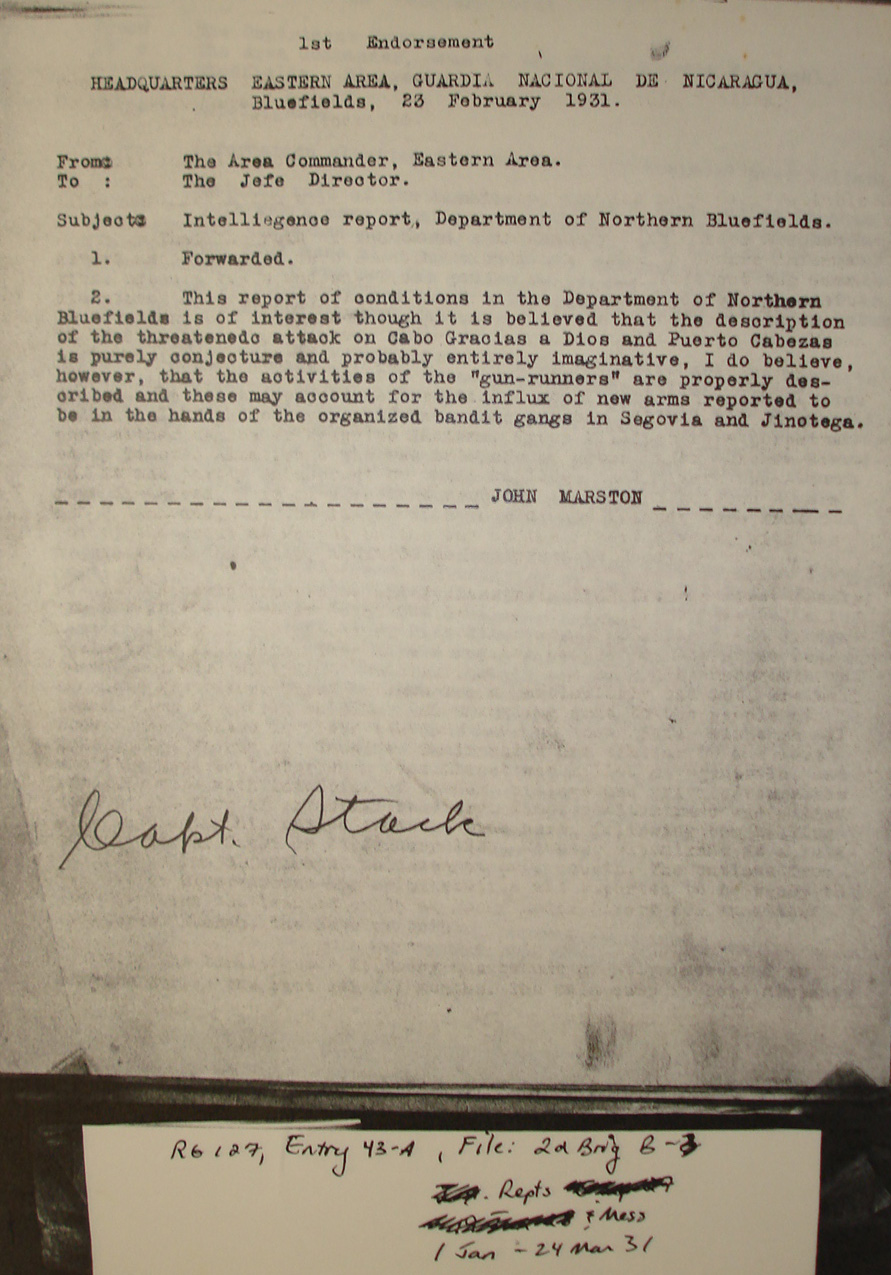 1st Endorsement
HEADQUARTERS EASTERN AREA, GUARDIA NACIONAL DE NICARAGUA,
Bluefields, 23 February 1931.
From: The Area Commander, Eastern Area.
To : The Jefe Director.
Subject: Intelliegence report, Department of Northern Bluefields.
1. Forwarded.
2. This report of conditions in the Department of Northern
Bluefields is of interest though it is believed that the description
of the threatenedc attack on Cabo Gracias a Dios and Puerto Cabezas
is purely conjecture and probably entirely imaginative, I do believe,
however, that the activities of the "gun-runners" are properly des-
cribed and these may account for the influx of new arms reported to
be in the hands of the organized bandit gangs in Segovia and Jinotega.
JOHN MARSTON
Capt. Stack
RG 127, Entry 43-A, File: 2d Brig B-3
Repts
& Mess
1 Jan - 24 Mar 31